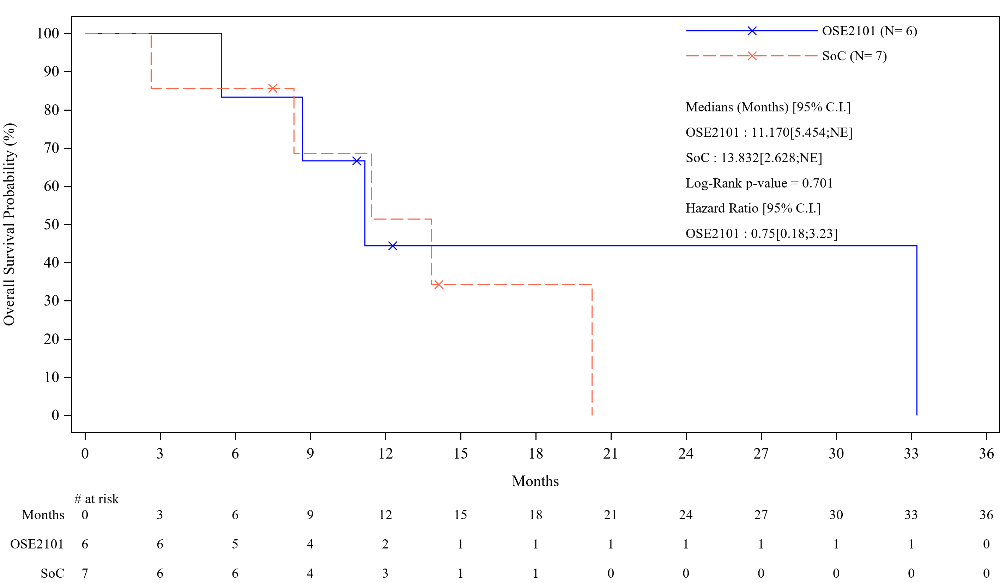 OSE2101 (N= 6)
SoC (N= 7)
Medians (Months) [95% C.I.]
OSE2101 : 11.170[5.454;NE]
SoC : 13.832[2.628;NE]
Log-Rank p-value = 0.701
Hazard Ratio [95% C.I.]
OSE2101 : 0.75[0.18;3.23]
Overall Survival Probability (%)
100
90
80
70
60
50
40
30
20
10
0
0 3 6 9 12 15 18 21 24 27 30 33 36
Months
# at risk
Months 0 3 6 9 12 15 18 21 24 27 30 33 36
OSE2101 6 6 5 4 2 1 1 1 1 1 1 1 0
SoC 7 6 6 4 3 1 1 0 0 0 0 0 0